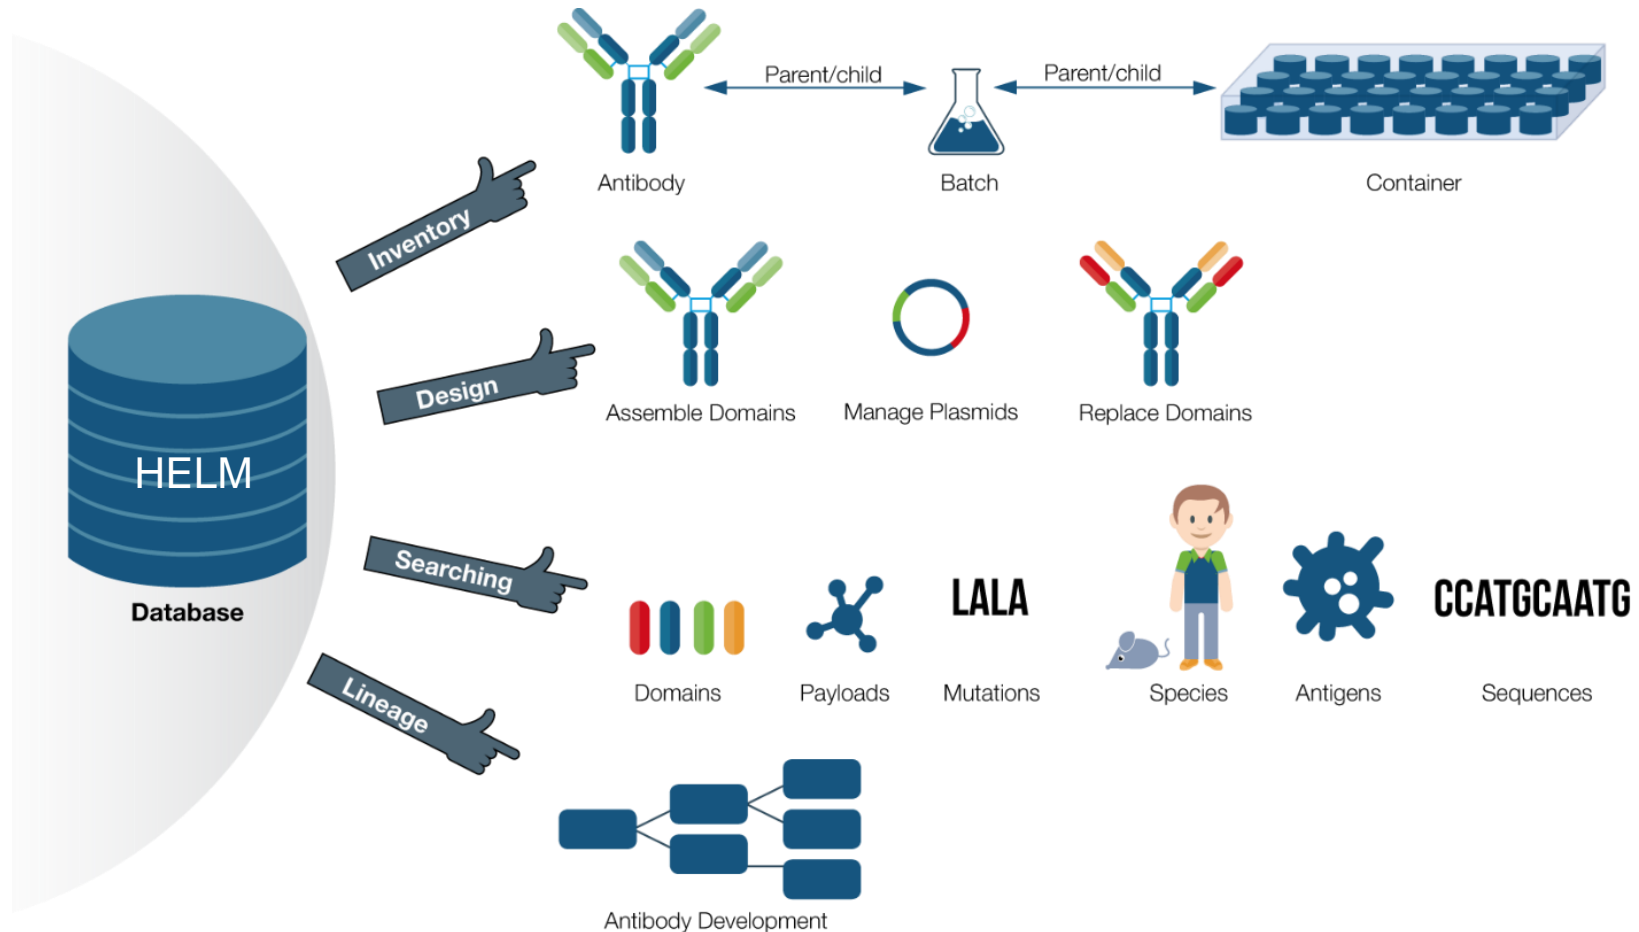 Parent/child
Parent/child
Antibody
Batch
Container
Inventory
Design
Assemble Domains
Manage Plasmids
Replace Domains
HELM
Database
Searching
LALA
CCATGCAATG
Domains
Payloads
Mutations
Species
Antigens
Sequences
Lineage
Antibody Development